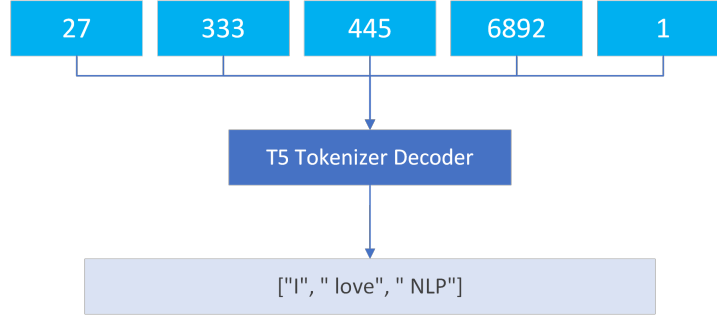 27 333 445 6892 1
T5 Tokenizer Decoder
["I", " love", " NLP"]